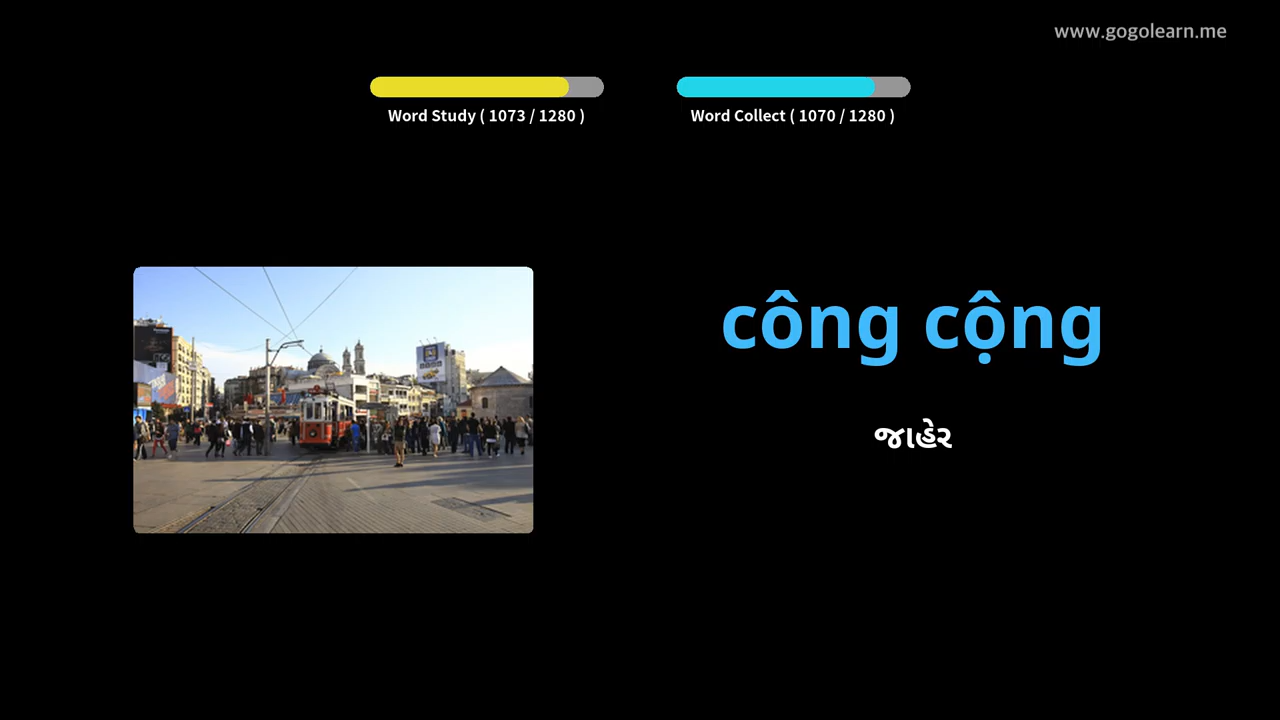 www.gogolearn.me
Word Study ( 1073 / 1280 )
Word Collect ( 1070 / 1280 )
công cộng
જાહેર